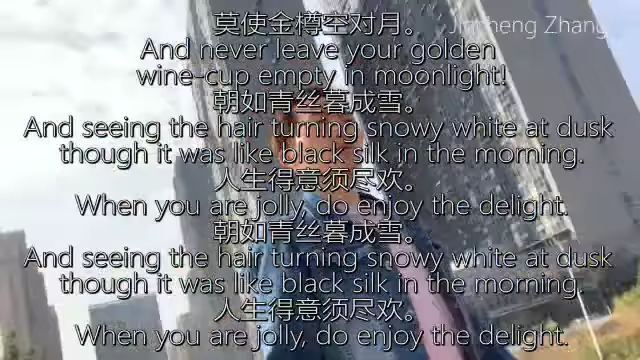 莫使金樽空对月。
Jincheng Zhang
And never leave your golden
wine-cup empty in moonlight!
朝如青丝暮成雪。
And seeing the hair turning snowy white at dusk
though it was like black silk in the morning.
人生得意须尽欢。
When you are jolly, do enjoy the delight.
朝如青丝暮成雪。
And seeing the hair turning snowy white at dusk
though it was like black silk in the morning.
人生得意须尽欢。
When you are jolly, do enjoy the delight.